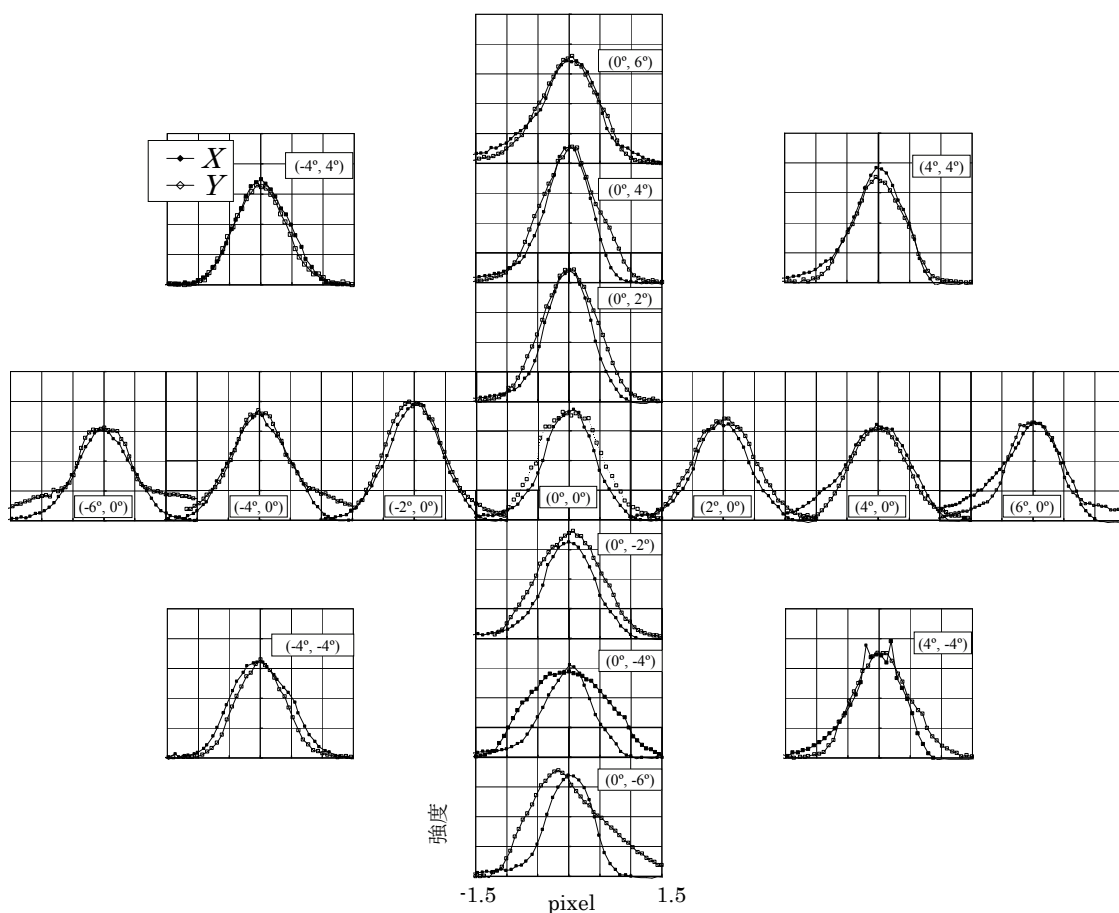 (0º, 6º)
X
Y
(-4º, 4º)
(0º, 4º)
(4º, 4º)
(0º, 2º)
(-6º, 0º)
(-4º, 0º)
(-2º, 0º)
(0º, 0º)
(2º, 0º)
(4º, 0º)
(6º, 0º)
(0º, -2º)
(-4º, -4º)
(0º, -4º)
(4º, -4º)
(0º, -6º)
強度
-1.5
1.5
pixel